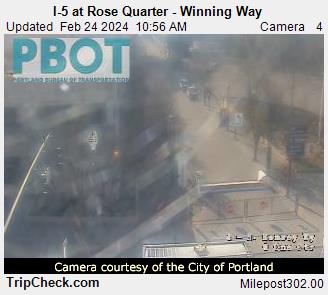 I-5 at Rose Quarter - Winning Way
Updated Feb 24 2024 10:56 AM Camera 4
PBOT
PORTLAND BUREAU OF TRANSPORTATION
Camera courtesy of the City of Portland
TripCheck.com Milepost302.00